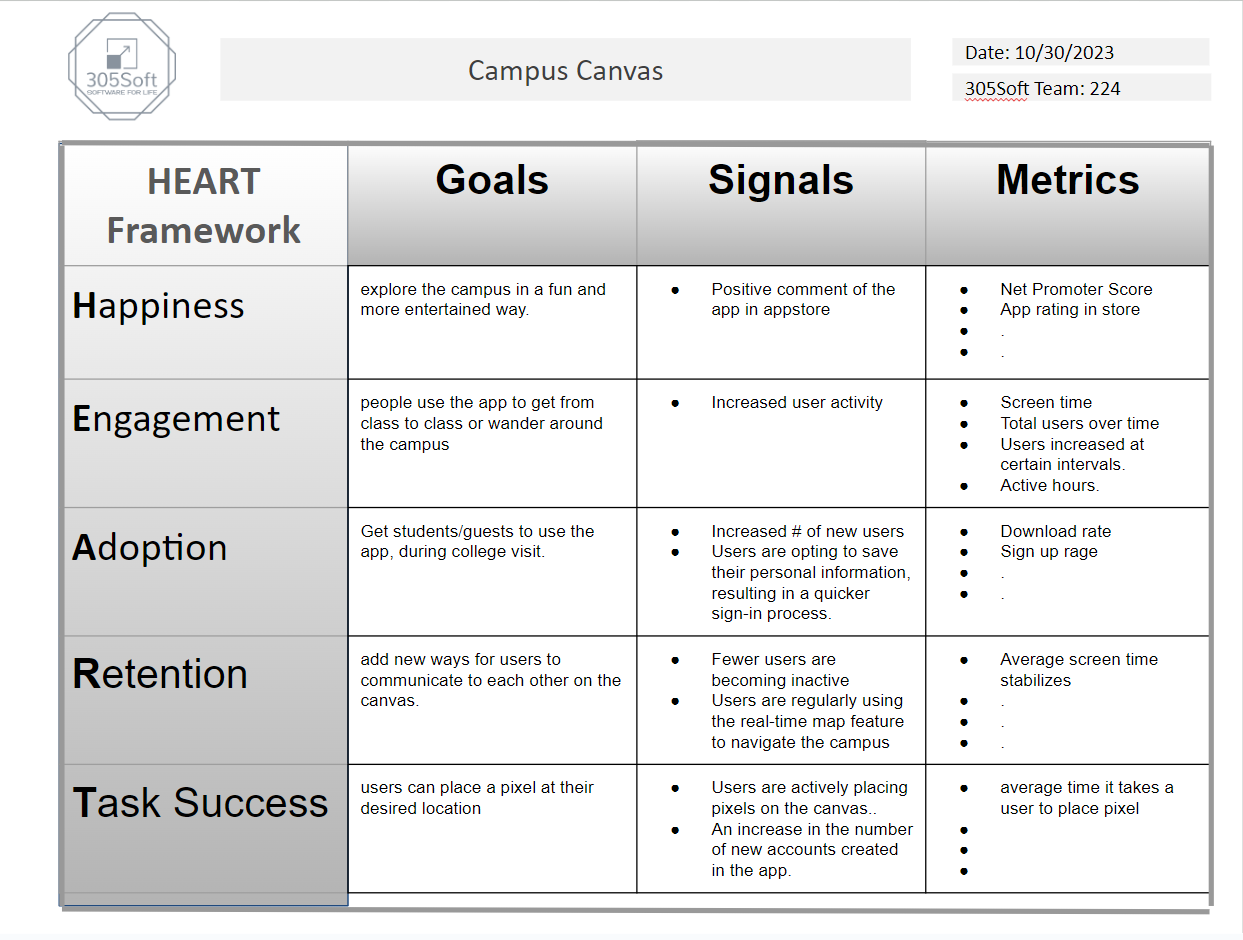 305Soft
SOFTWARE FOR LIFE
Campus Canvas
Date: 10/30/2023
305Soft Team: 224
HEART
Framework
Goals
Signals
Metrics
Happiness
explore the campus in a fun and
more entertained way.
● Positive comment of the
app in appstore
● Net Promoter Score
● App rating in store
● .
● .
Engagement
people use the app to get from
class to class or wander around
the campus
● Increased user activity
● Screen time
● Total users over time
● Users increased at
certain intervals.
● Active hours.
Adoption
Get students/guests to use the
app, during college visit.
● Increased # of new users
● Users are opting to save
their personal information,
resulting in a quicker
sign-in process.
● Download rate
● Sign up rage
● .
● .
Retention
add new ways for users to
communicate to each other on the
canvas.
● Fewer users are
becoming inactive
● Users are regularly using
the real-time map feature
to navigate the campus
● Average screen time
stabilizes
● .
● .
● .
Task Success
users can place a pixel at their
desired location
● Users are actively placing
pixels on the canvas..
● An increase in the number
of new accounts created
in the app.
● average time it takes a
user to place pixel
●
●
●